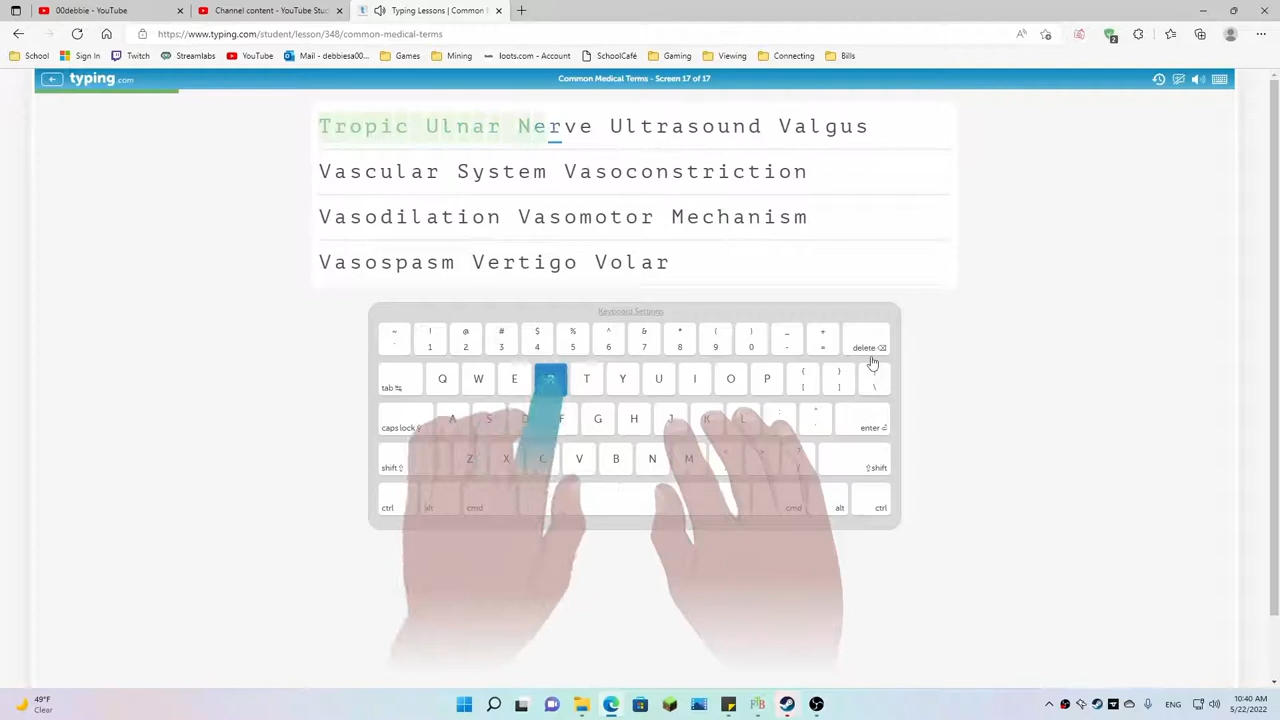 00debbie - YouTube
Channel content - YouTube Stu
Typing Lessons | Common
https://www.typing.com/student/lesson/348/common-medical-terms
School Sign In Twitch Streamlabs YouTube Mail - debbiesa00... Games Mining loots.com - Account SchoolCafé Gaming Viewing Connecting Bills
typing.com
Common Medical Terms - Screen 17 of 17
Tropic Ulnar Nerve Ultrasound Valgus
Vascular System Vasoconstriction
Vasodilation Vasomotor Mechanism
Vasospasm Vertigo Volar
Keyboard Settings
~ ! @ # $ % ^ & * ( ) _ +
` 1 2 3 4 5 6 7 8 9 0 - = delete
tab Q W E R T Y U I O P { [ } ] \
caps lock A S D F G H J K L : " enter
shift Z X C V B N M shift
ctrl alt cmd cmd alt ctrl
49°F
Clear
ENG
10:40 AM
5/22/2022